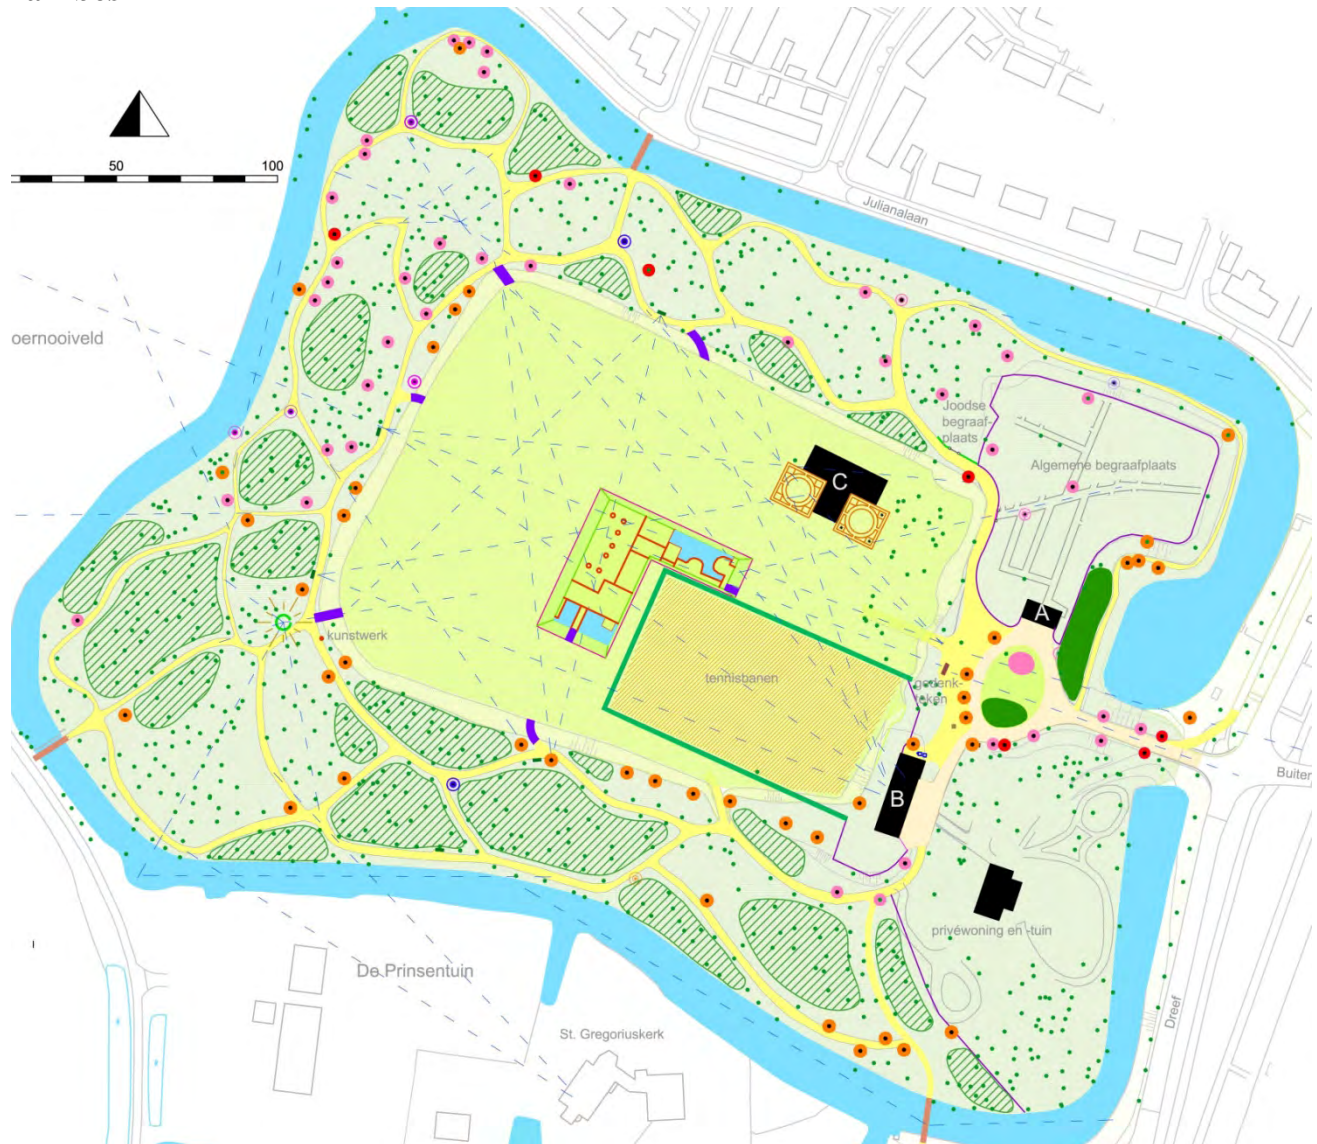 50
100
Julianalaan
oernooiveld
Joodse
begraaf-
plaats
Algemene begraafplaats
C
A
kunstwerk
tennisbanen
gedenk-
teken
Buiter
B
privéwoning en -tuin
De Prinsentuin
Dreef
St. Gregoriuskerk